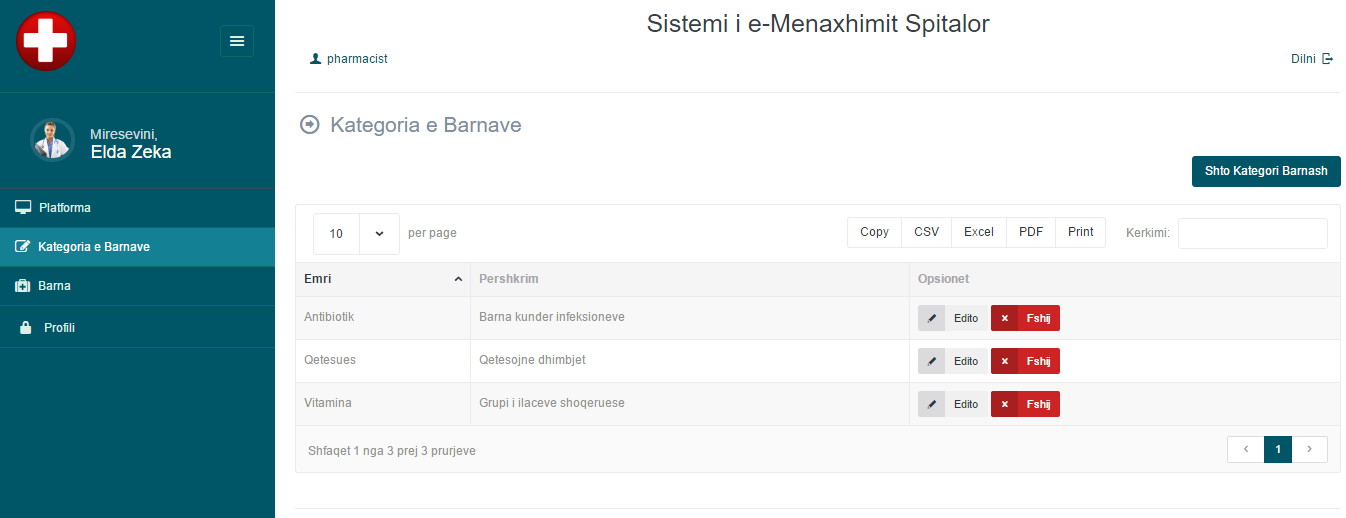 Sistemi i e-Menaxhimit Spitalor
pharmacist
Dilni
Miresevini,
Elda Zeka
Platforma
Kategoria e Barnave
Barna
Profili
Kategoria e Barnave
Shto Kategori Barnash
10 per page Copy CSV Excel PDF Print Kerkimi:
Emri Pershkrim Opsionet
Antibiotik Barna kunder infeksioneve Edito Fshij
Qetesues Qetesojne dhimbjet Edito Fshij
Vitamina Grupi i ilaceve shoqeruese Edito Fshij
Shfaqet 1 nga 3 prej 3 prurjeve 1